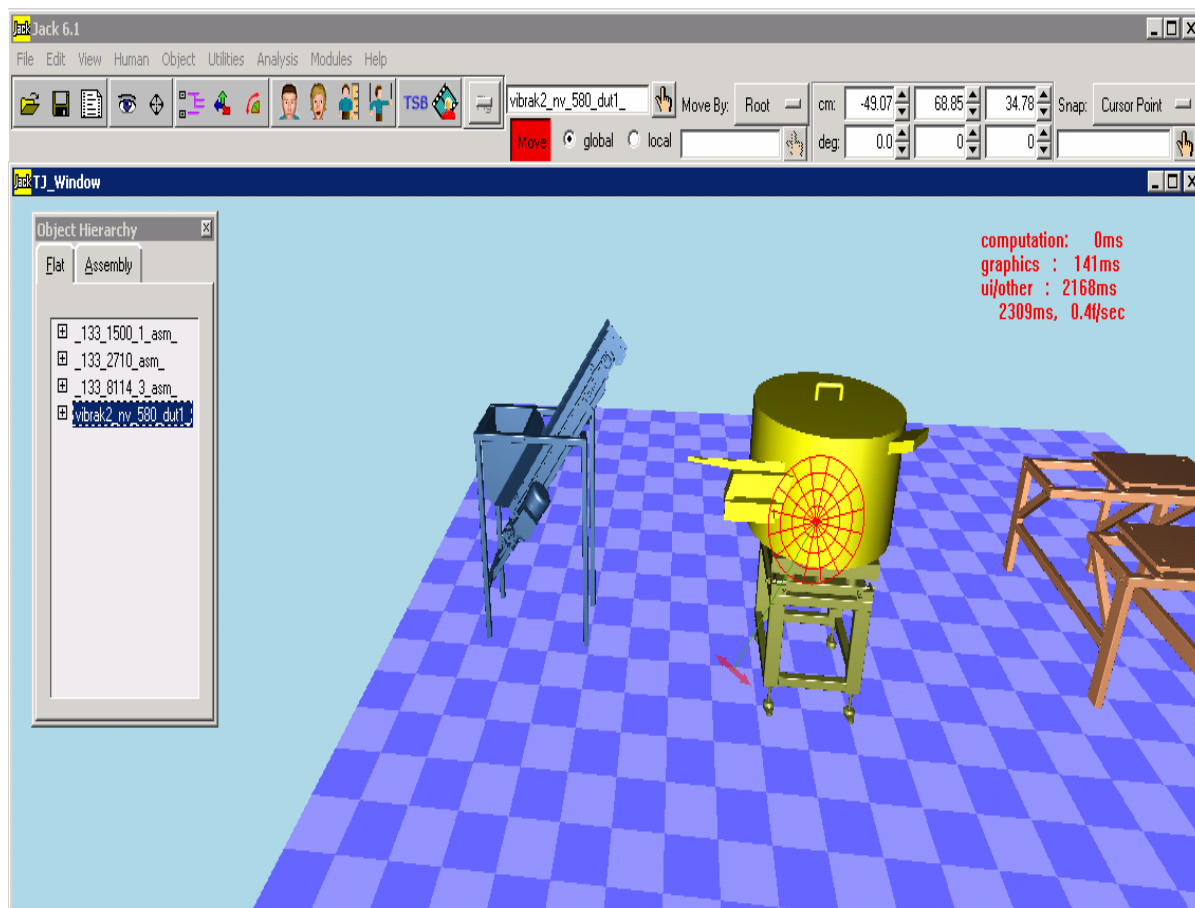 Jack Jack 6.1
File Edit View Human Object Utilities Analysis Modules Help
TSB vibrak2_nv_580_dut1_ Move By: Root cm: -49.07 68.85 34.78 Snap: Cursor Point
Move global local deg: 0.0 0 0
Jack TJ_Window
Object Hierarchy
Flat Assembly
_133_1500_1_asm_
_133_2710_asm_
_133_8114_3_asm_
vibrak2_nv_580_dut1_
computation: 0ms
graphics : 141ms
ui/other : 2168ms
2309ms, 0.4f/sec